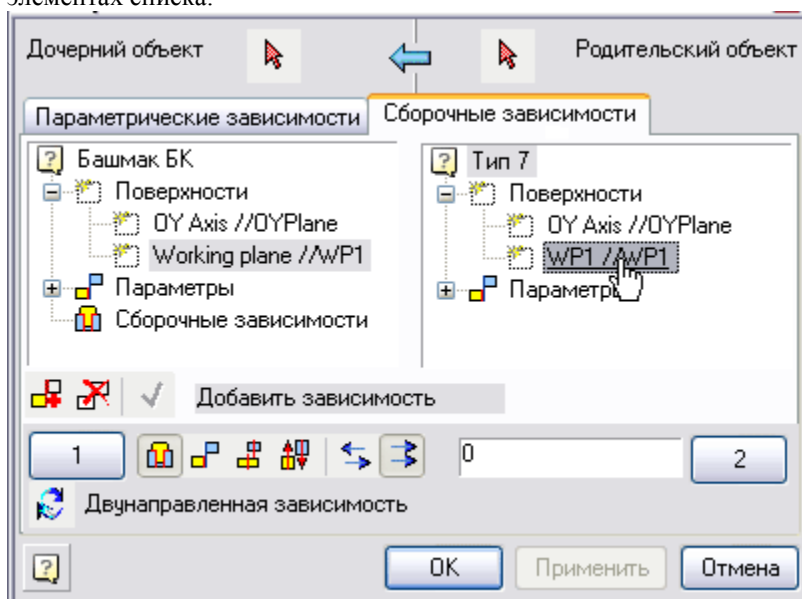 элементах списка.
Дочерний объект
Родительский объект
Параметрические зависимости
Сборочные зависимости
Башмак БК
Поверхности
OY Axis //OYPlane
Working plane //WP1
Параметры
Сборочные зависимости
Тип 7
Поверхности
OY Axis //OYPlane
WP1 //WP1
Добавить зависимость
1
0
2
Двунаправленная зависимость
OK
Применить
Отмена